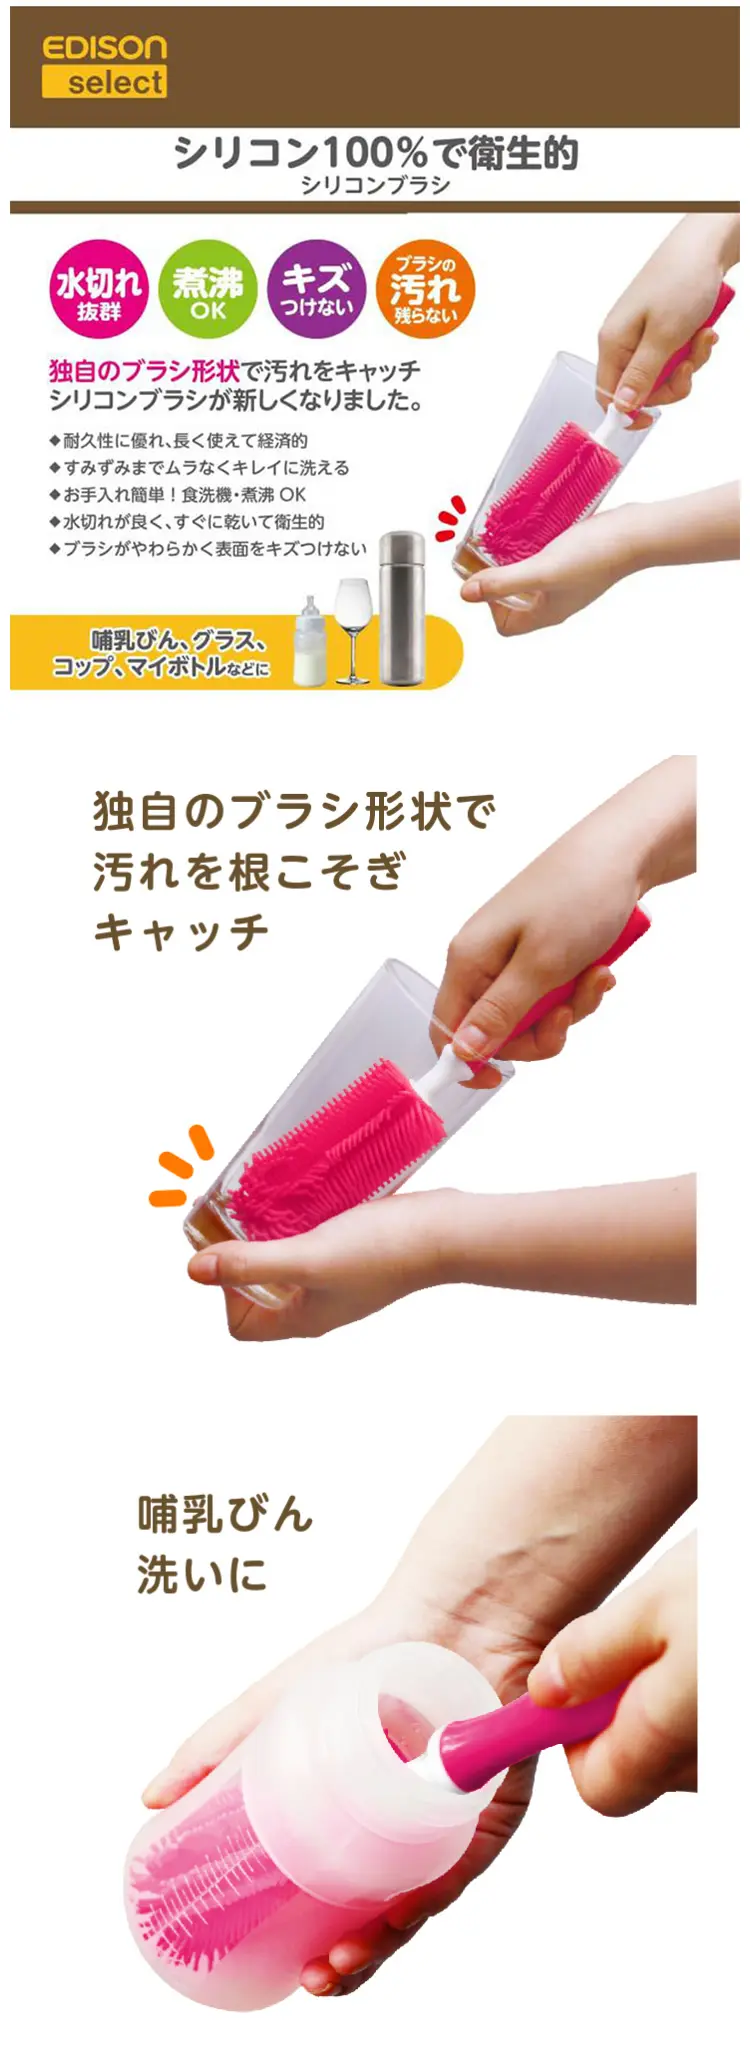 EDISON
select
シリコン100％で衛生的
シリコンブラシ
水切れ
抜群
煮沸
OK
キズ
つけない
ブラシの
汚れ
残らない
独自のブラシ形状で汚れをキャッチ
シリコンブラシが新しくなりました。
◆耐久性に優れ、長く使えて経済的
◆すみずみまでムラなくキレイに洗える
◆お手入れ簡単！食洗機・煮沸 OK
◆水切れが良く、すぐに乾いて衛生的
◆ブラシがやわらかく表面をキズつけない
哺乳びん、グラス、
コップ、マイボトルなどに
独自のブラシ形状で
汚れを根こそぎ
キャッチ
哺乳びん
洗いに